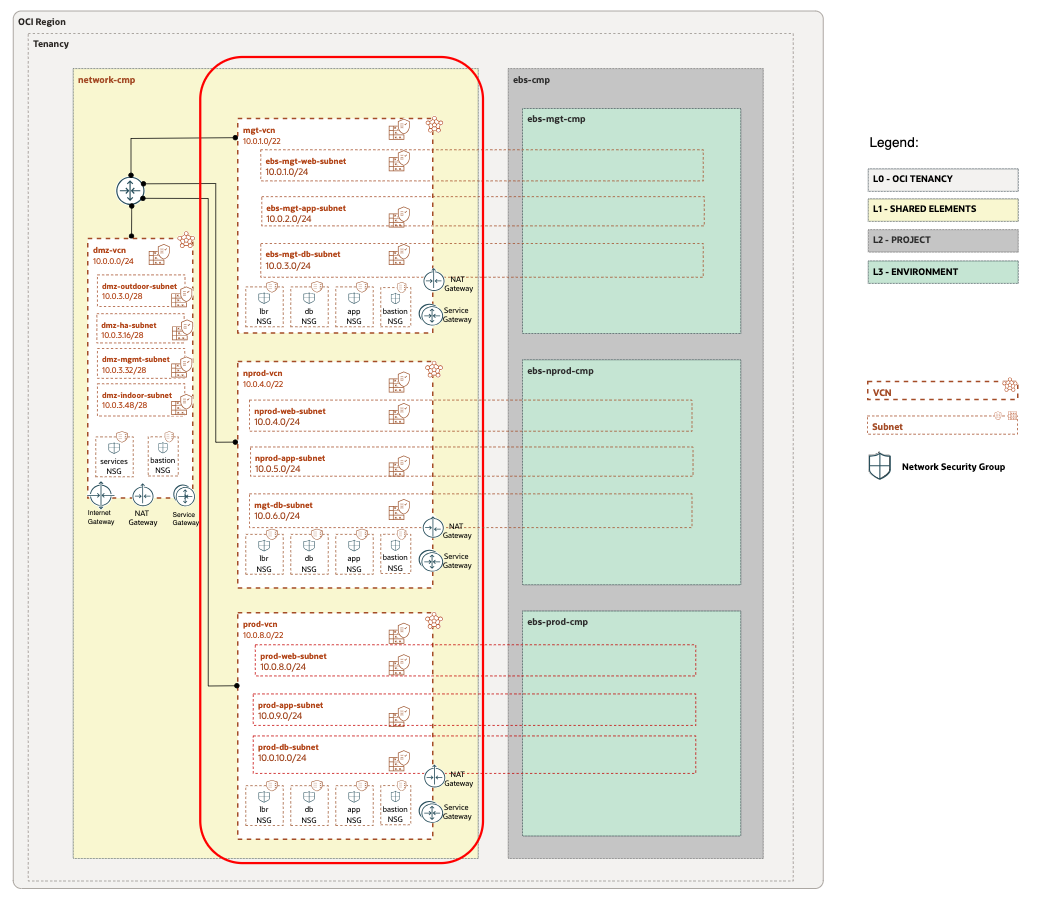 OCI Region
Tenancy
network-cmp
mgt-vcn
10.0.1.0/22
ebs-mgt-web-subnet
10.0.1.0/24
ebs-mgt-app-subnet
10.0.2.0/24
ebs-mgt-db-subnet
10.0.3.0/24
NAT
Gateway
Service
Gateway
lbr
NSG
db
NSG
app
NSG
bastion
NSG
dmz-vcn
10.0.0.0/24
dmz-outdoor-subnet
10.0.3.0/28
dmz-ha-subnet
10.0.3.16/28
dmz-mgmt-subnet
10.0.3.32/28
dmz-indoor-subnet
10.0.3.48/28
services
NSG
bastion
NSG
Internet
Gateway
NAT
Gateway
Service
Gateway
nprod-vcn
10.0.4.0/22
nprod-web-subnet
10.0.4.0/24
nprod-app-subnet
10.0.5.0/24
mgt-db-subnet
10.0.6.0/24
NAT
Gateway
Service
Gateway
lbr
NSG
db
NSG
app
NSG
bastion
NSG
prod-vcn
10.0.8.0/22
prod-web-subnet
10.0.8.0/24
prod-app-subnet
10.0.9.0/24
prod-db-subnet
10.0.10.0/24
NAT
Gateway
Service
Gateway
lbr
NSG
db
NSG
app
NSG
bastion
NSG
ebs-cmp
ebs-mgt-cmp
ebs-nprod-cmp
ebs-prod-cmp
Legend:
L0 - OCI TENANCY
L1 - SHARED ELEMENTS
L2 - PROJECT
L3 - ENVIRONMENT
VCN
Subnet
Network Security Group